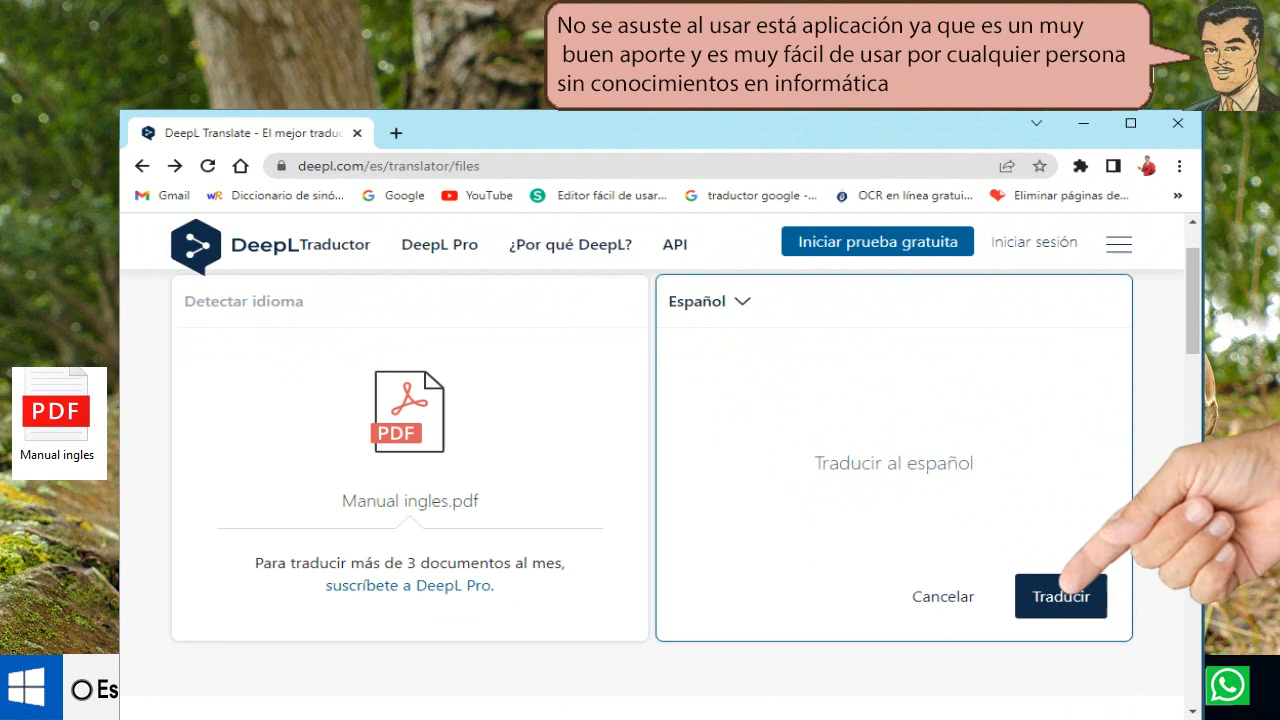 No se asuste al usar está aplicación ya que es un muy
buen aporte y es muy fácil de usar por cualquier persona
sin conocimientos en informática
DeepL Translate - El mejor traduc
deepl.com/es/translator/files
Gmail
wR Diccionario de sinó...
Google
YouTube
S Editor fácil de usar...
traductor google -...
OCR en línea gratui...
Eliminar páginas de...
»
DeepL Traductor
DeepL Pro
¿Por qué DeepL?
API
Iniciar prueba gratuita
Iniciar sesión
Detectar idioma
Español
PDF
Manual ingles.pdf
Para traducir más de 3 documentos al mes,
suscríbete a DeepL Pro.
Traducir al español
Cancelar
Traducir
PDF
Manual ingles
Es